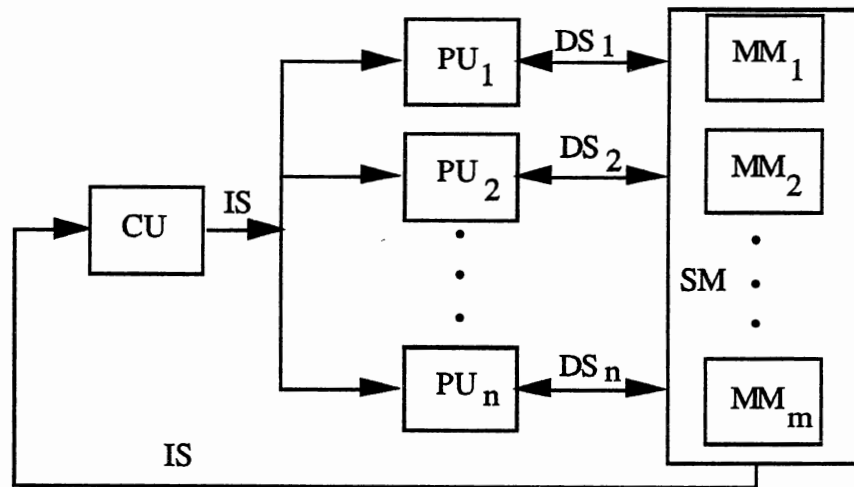 PU1
DS1
MM1
PU2
DS2
MM2
CU
IS
SM
PUn
DSn
MMm
IS